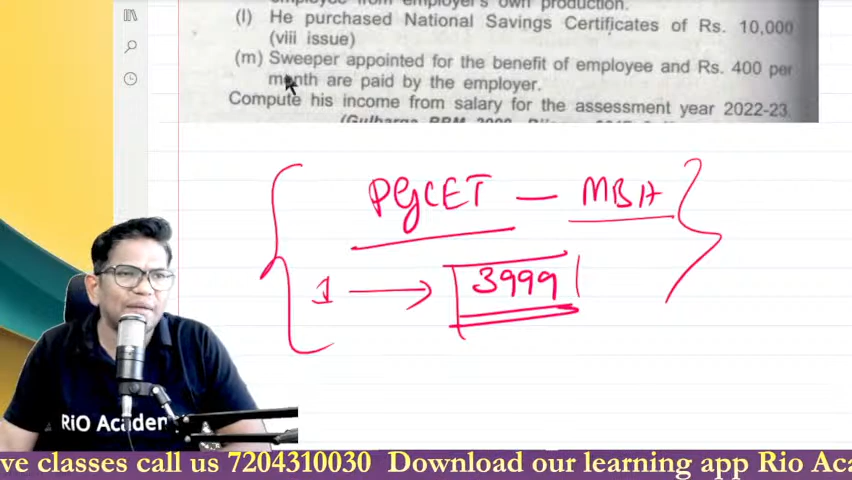 employee from employer's own production.
(l) He purchased National Savings Certificates of Rs. 10,000
(viii issue)
(m) Sweeper appointed for the benefit of employee and Rs. 400 per
month are paid by the employer.
Compute his income from salary for the assessment year 2022-23.
PGCET — MBA
1 → 3999
RiO Academ
ve classes call us 7204310030 Download our learning app Rio Aca